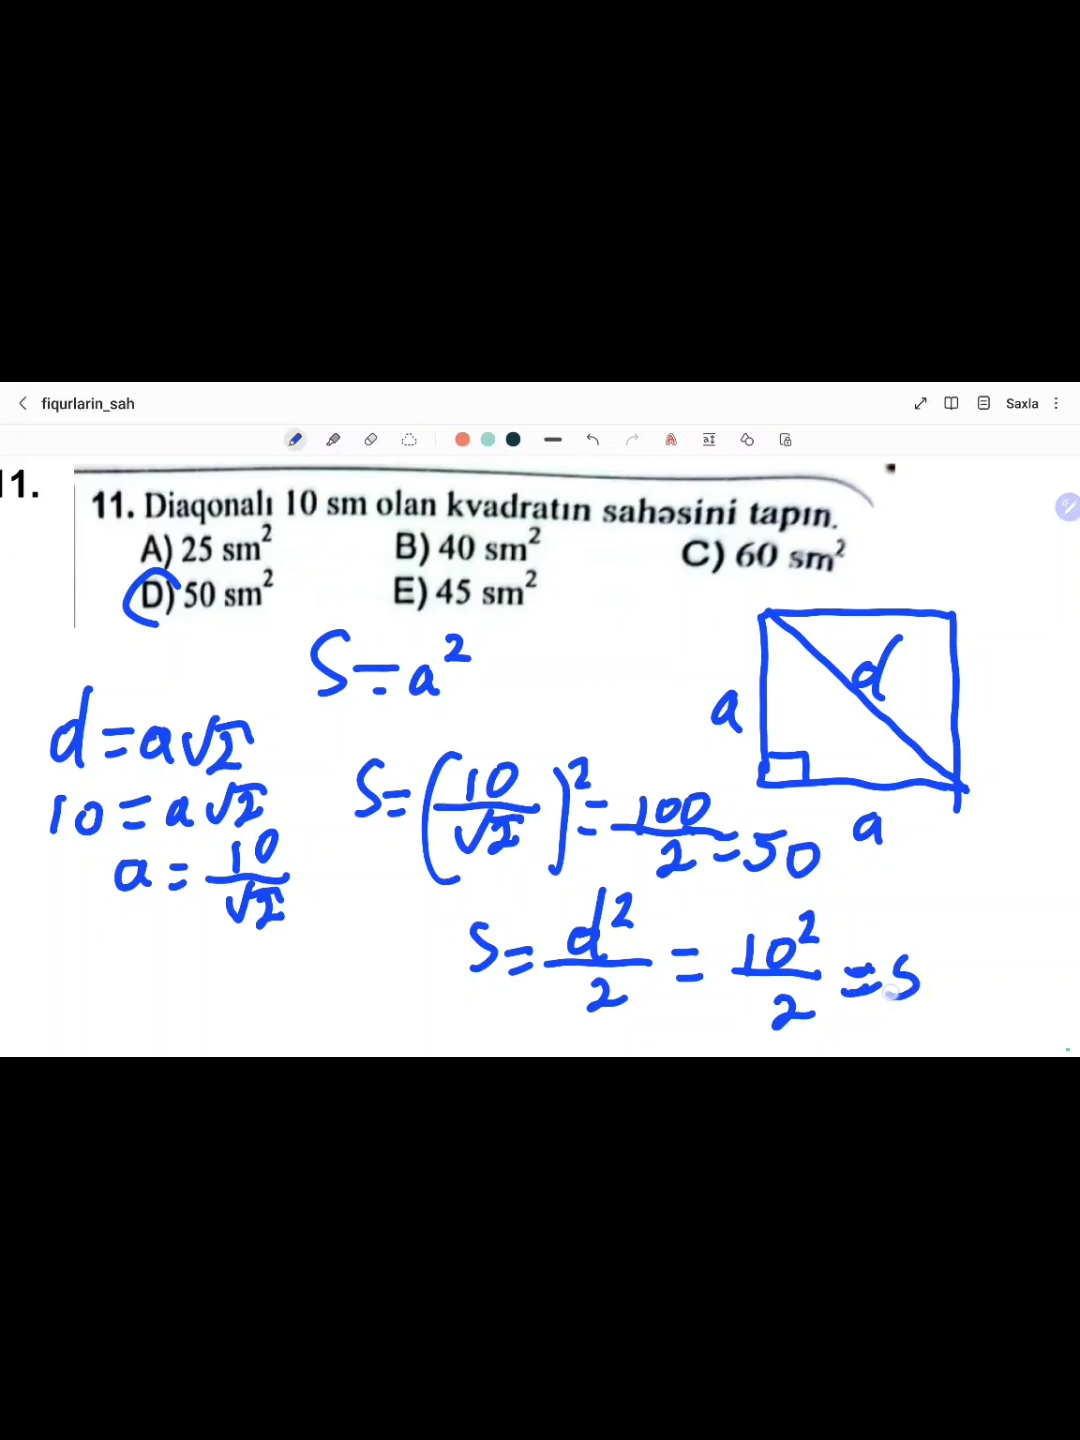 fiqurlarin_sah
Saxla
11.
11. Diaqonalı 10 sm olan kvadratın sahəsini tapın.
A) 25 sm² B) 40 sm² C) 60 sm²
D) 50 sm² E) 45 sm²
S=a²
d=a√2
10=a√2
a=10/√2
S=(10/√2)²=100/2=50
S=d²/2=10²/2=5
a
d
a